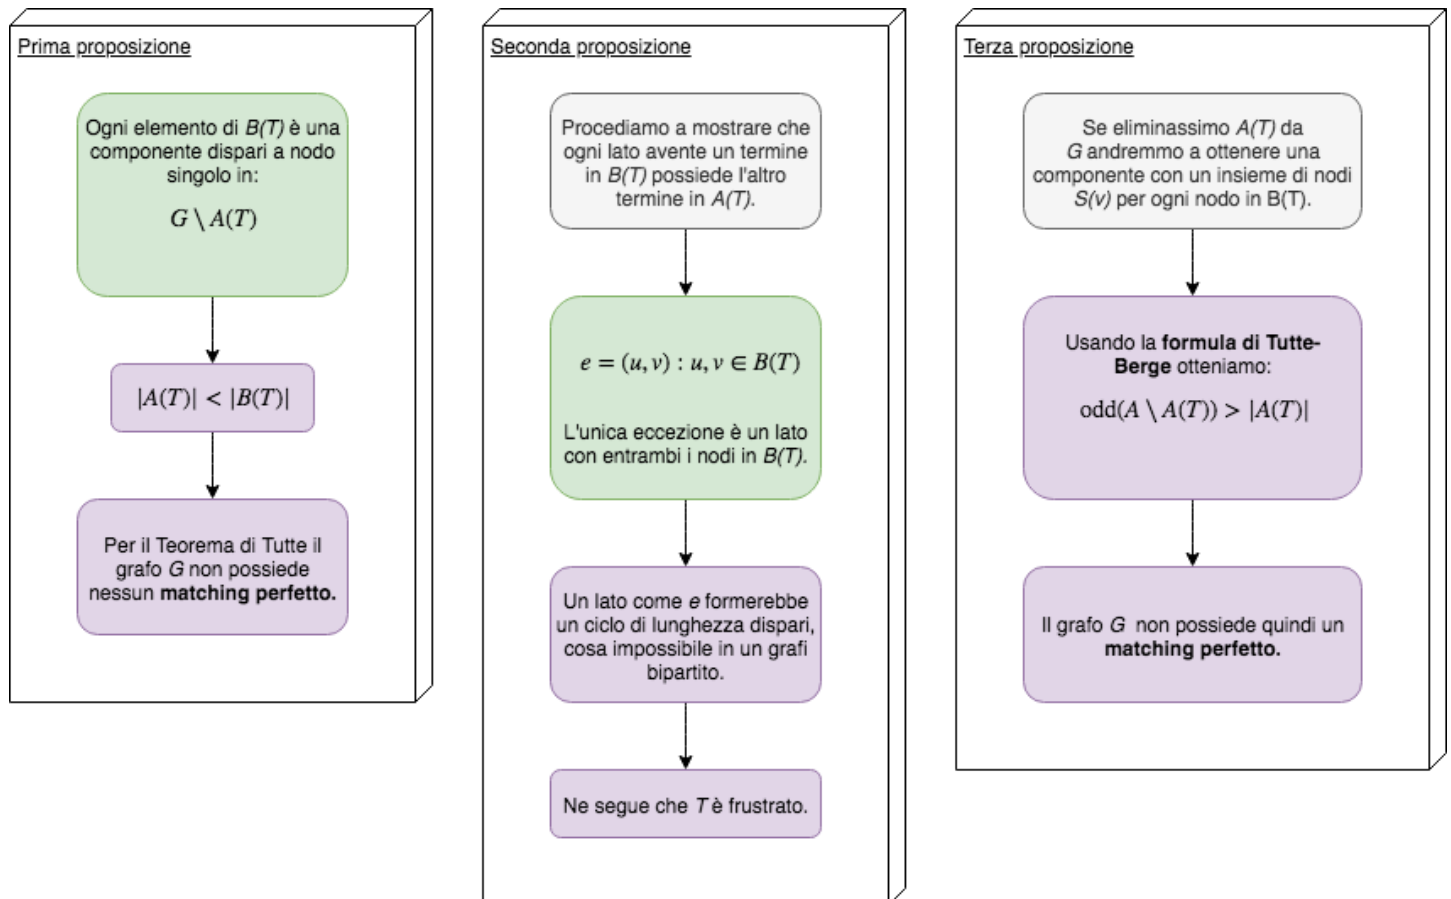 Prima proposizione
Ogni elemento di B(T) è una
componente dispari a nodo
singolo in:
G \ A(T)
|A(T)| < |B(T)|
Per il Teorema di Tutte il
grafo G non possiede
nessun matching perfetto.
Seconda proposizione
Procediamo a mostrare che
ogni lato avente un termine
in B(T) possiede l'altro
termine in A(T).
e = (u, v) : u, v ∈ B(T)
L'unica eccezione è un lato
con entrambi i nodi in B(T).
Un lato come e formerebbe
un ciclo di lunghezza dispari,
cosa impossibile in un grafi
bipartito.
Ne segue che T è frustrato.
Terza proposizione
Se eliminassimo A(T) da
G andremmo a ottenere una
componente con un insieme di nodi
S(v) per ogni nodo in B(T).
Usando la formula di Tutte-
Berge otteniamo:
odd(A \ A(T)) > |A(T)|
Il grafo G non possiede quindi un
matching perfetto.